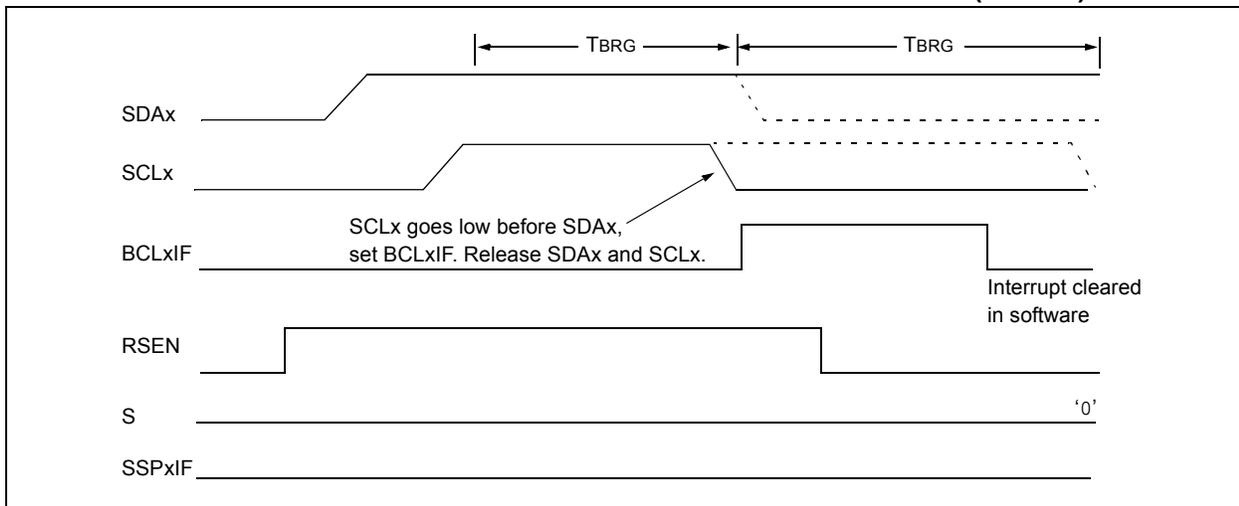 TBRG TBRG
SDAx
SCLx
SCLx goes low before SDAx,
set BCLxIF. Release SDAx and SCLx.
BCLxIF
Interrupt cleared
in software
RSEN
S
‘0’
SSPxIF